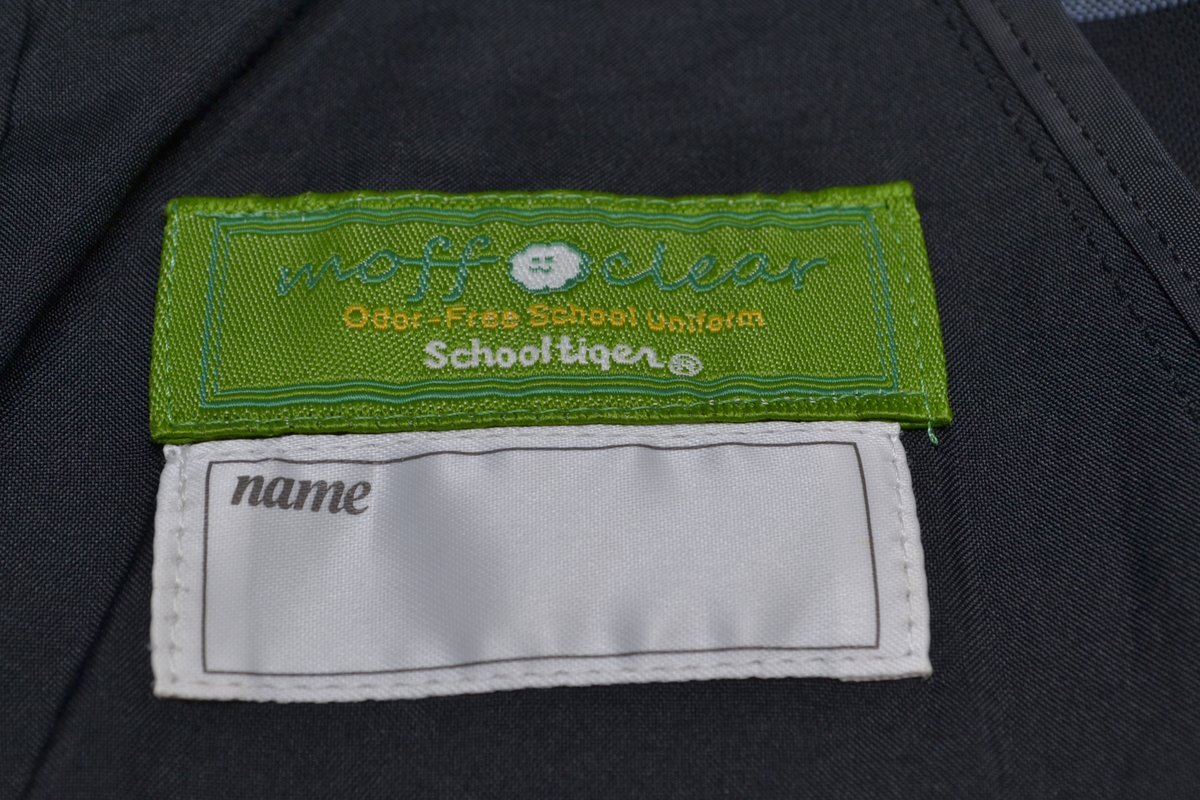 moff clear
Odor-Free School Uniform
Schooltiger®
name